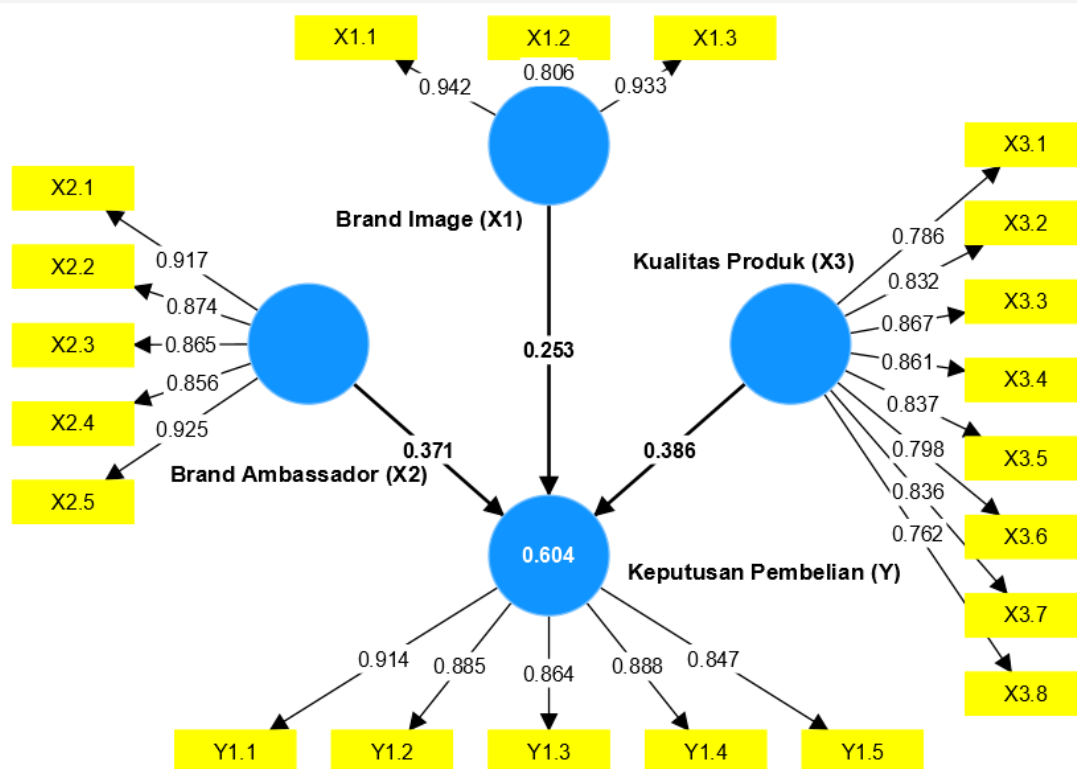 X1.1
X1.2
X1.3
0.942
0.806
0.933
Brand Image (X1)
X2.1
X2.2
X2.3
X2.4
X2.5
0.917
0.874
0.865
0.856
0.925
Brand Ambassador (X2)
Kualitas Produk (X3)
X3.1
X3.2
X3.3
X3.4
X3.5
X3.6
X3.7
X3.8
0.786
0.832
0.867
0.861
0.837
0.798
0.836
0.762
0.253
0.371
0.386
0.604
Keputusan Pembelian (Y)
0.914
0.885
0.864
0.888
0.847
Y1.1
Y1.2
Y1.3
Y1.4
Y1.5